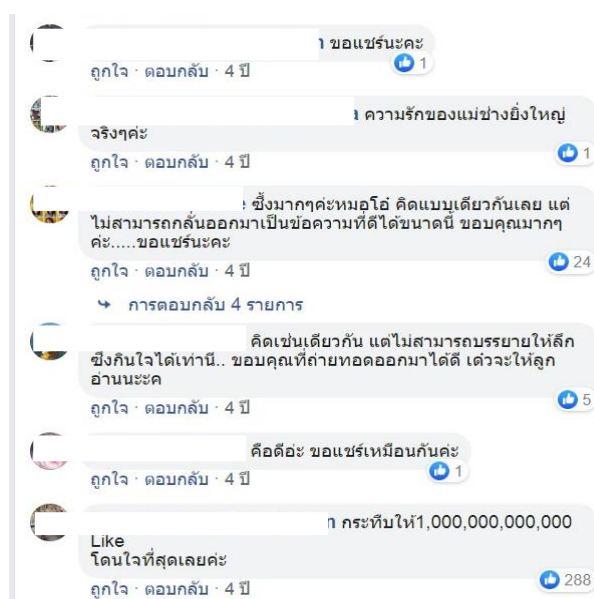 ขอแชร์นะคะ
1
ถูกใจ · ตอบกลับ · 4 ปี
ความรักของแม่ช่างยิ่งใหญ่
จริงๆค่ะ
1
ถูกใจ · ตอบกลับ · 4 ปี
ซึ้งมากๆค่ะหมอโอ๋ คิดแบบเดียวกันเลย แต่
ไม่สามารถกลั่นออกมาเป็นข้อความที่ดีได้ขนาดนี้ ขอบคุณมากๆ
ค่ะ.....ขอแชร์นะคะ
24
ถูกใจ · ตอบกลับ · 4 ปี
การตอบกลับ 4 รายการ
คิดเช่นเดียวกัน แต่ไม่สามารถบรรยายให้ลึก
ซึ้งกินใจได้เท่านี้.. ขอบคุณที่ถ่ายทอดออกมาได้ดี เด๋วจะให้ลูก
อ่านนะะค
5
ถูกใจ · ตอบกลับ · 4 ปี
คือดีอ่ะ ขอแชร์เหมือนกันค่ะ
1
ถูกใจ · ตอบกลับ · 4 ปี
กระทืบให้1,000,000,000,000
Like
โดนใจที่สุดเลยค่ะ
288
ถูกใจ · ตอบกลับ · 4 ปี